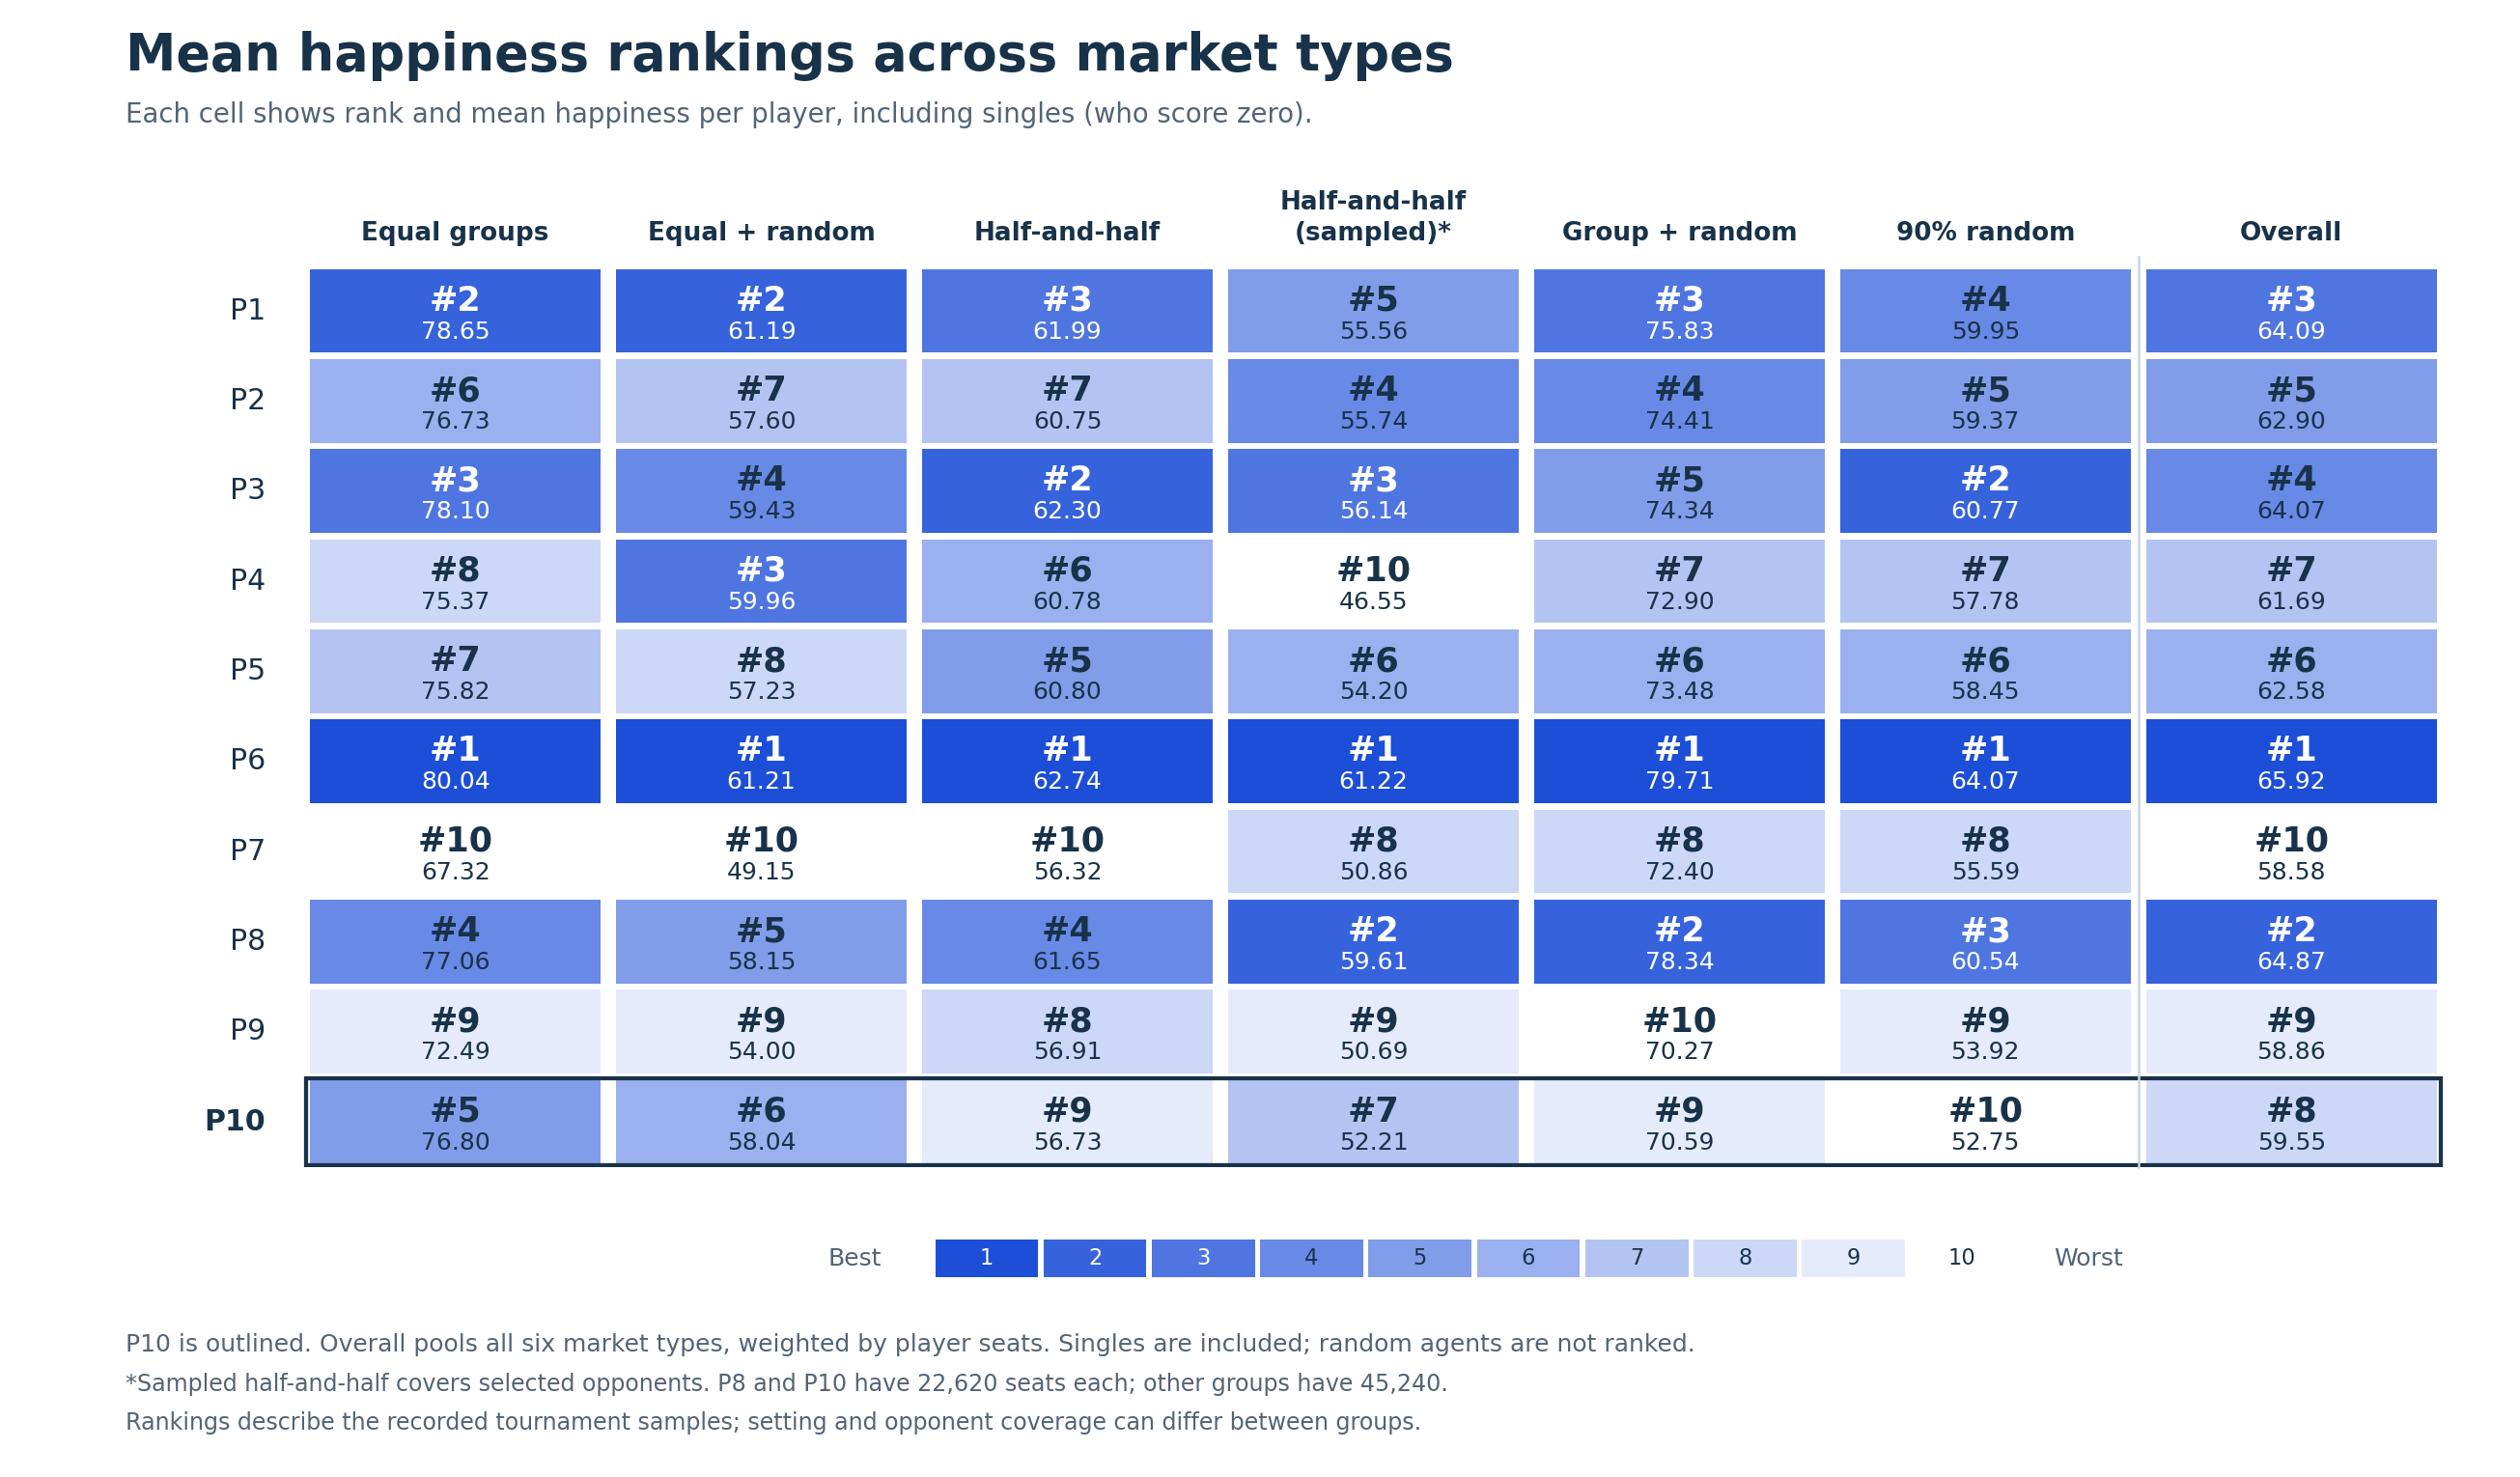 Mean happiness rankings across market types
Each cell shows rank and mean happiness per player, including singles (who score zero).
Equal groups Equal + random Half-and-half Half-and-half (sampled)* Group + random 90% random Overall
P1 #2 #2 #3 #5 #3 #4 #3
78.65 61.19 61.99 55.56 75.83 59.95 64.09
P2 #6 #7 #7 #4 #4 #5 #5
76.73 57.60 60.75 55.74 74.41 59.37 62.90
P3 #3 #4 #2 #3 #5 #2 #4
78.10 59.43 62.30 56.14 74.34 60.77 64.07
P4 #8 #3 #6 #10 #7 #7 #7
75.37 59.96 60.78 46.55 72.90 57.78 61.69
P5 #7 #8 #5 #6 #6 #6 #6
75.82 57.23 60.80 54.20 73.48 58.45 62.58
P6 #1 #1 #1 #1 #1 #1 #1
80.04 61.21 62.74 61.22 79.71 64.07 65.92
P7 #10 #10 #10 #8 #8 #8 #10
67.32 49.15 56.32 50.86 72.40 55.59 58.58
P8 #4 #5 #4 #2 #2 #3 #2
77.06 58.15 61.65 59.61 78.34 60.54 64.87
P9 #9 #9 #8 #9 #10 #9 #9
72.49 54.00 56.91 50.69 70.27 53.92 58.86
P10 #5 #6 #9 #7 #9 #10 #8
76.80 58.04 56.73 52.21 70.59 52.75 59.55
Best 1 2 3 4 5 6 7 8 9 10 Worst
P10 is outlined. Overall pools all six market types, weighted by player seats. Singles are included; random agents are not ranked.
*Sampled half-and-half covers selected opponents. P8 and P10 have 22,620 seats each; other groups have 45,240.
Rankings describe the recorded tournament samples; setting and opponent coverage can differ between groups.